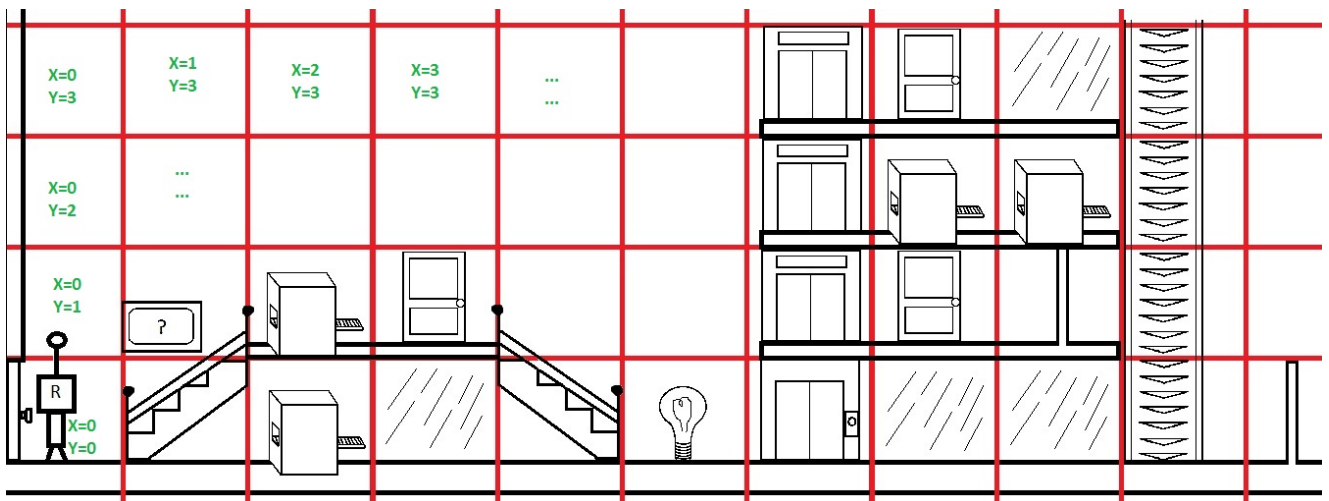 X=0
Y=3
X=1
Y=3
X=2
Y=3
X=3
Y=3
...
...
X=0
Y=2
...
...
X=0
Y=1
?
R
X=0
Y=0